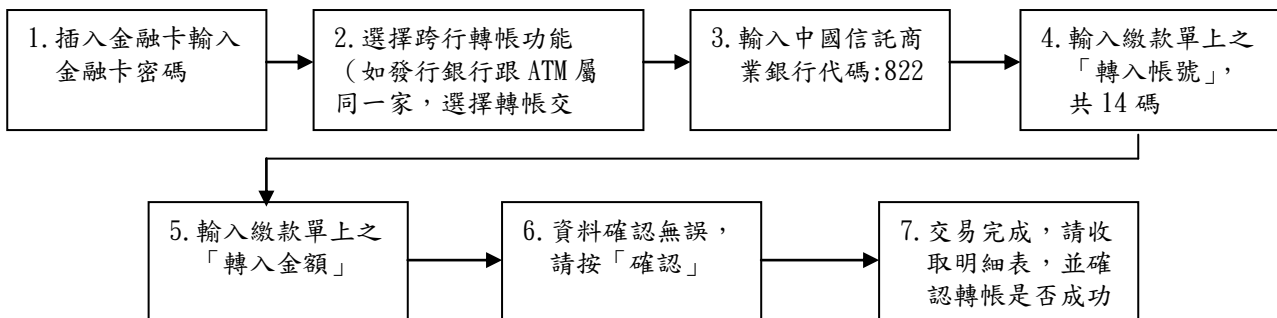 1.插入金融卡輸入
金融卡密碼
2.選擇跨行轉帳功能
（如發行銀行跟 ATM 屬
同一家，選擇轉帳交
3.輸入中國信託商
業銀行代碼:822
4.輸入繳款單上之
「轉入帳號」，
共 14 碼
5.輸入繳款單上之
「轉入金額」
6.資料確認無誤，
請按「確認」
7.交易完成，請收
取明細表，並確
認轉帳是否成功